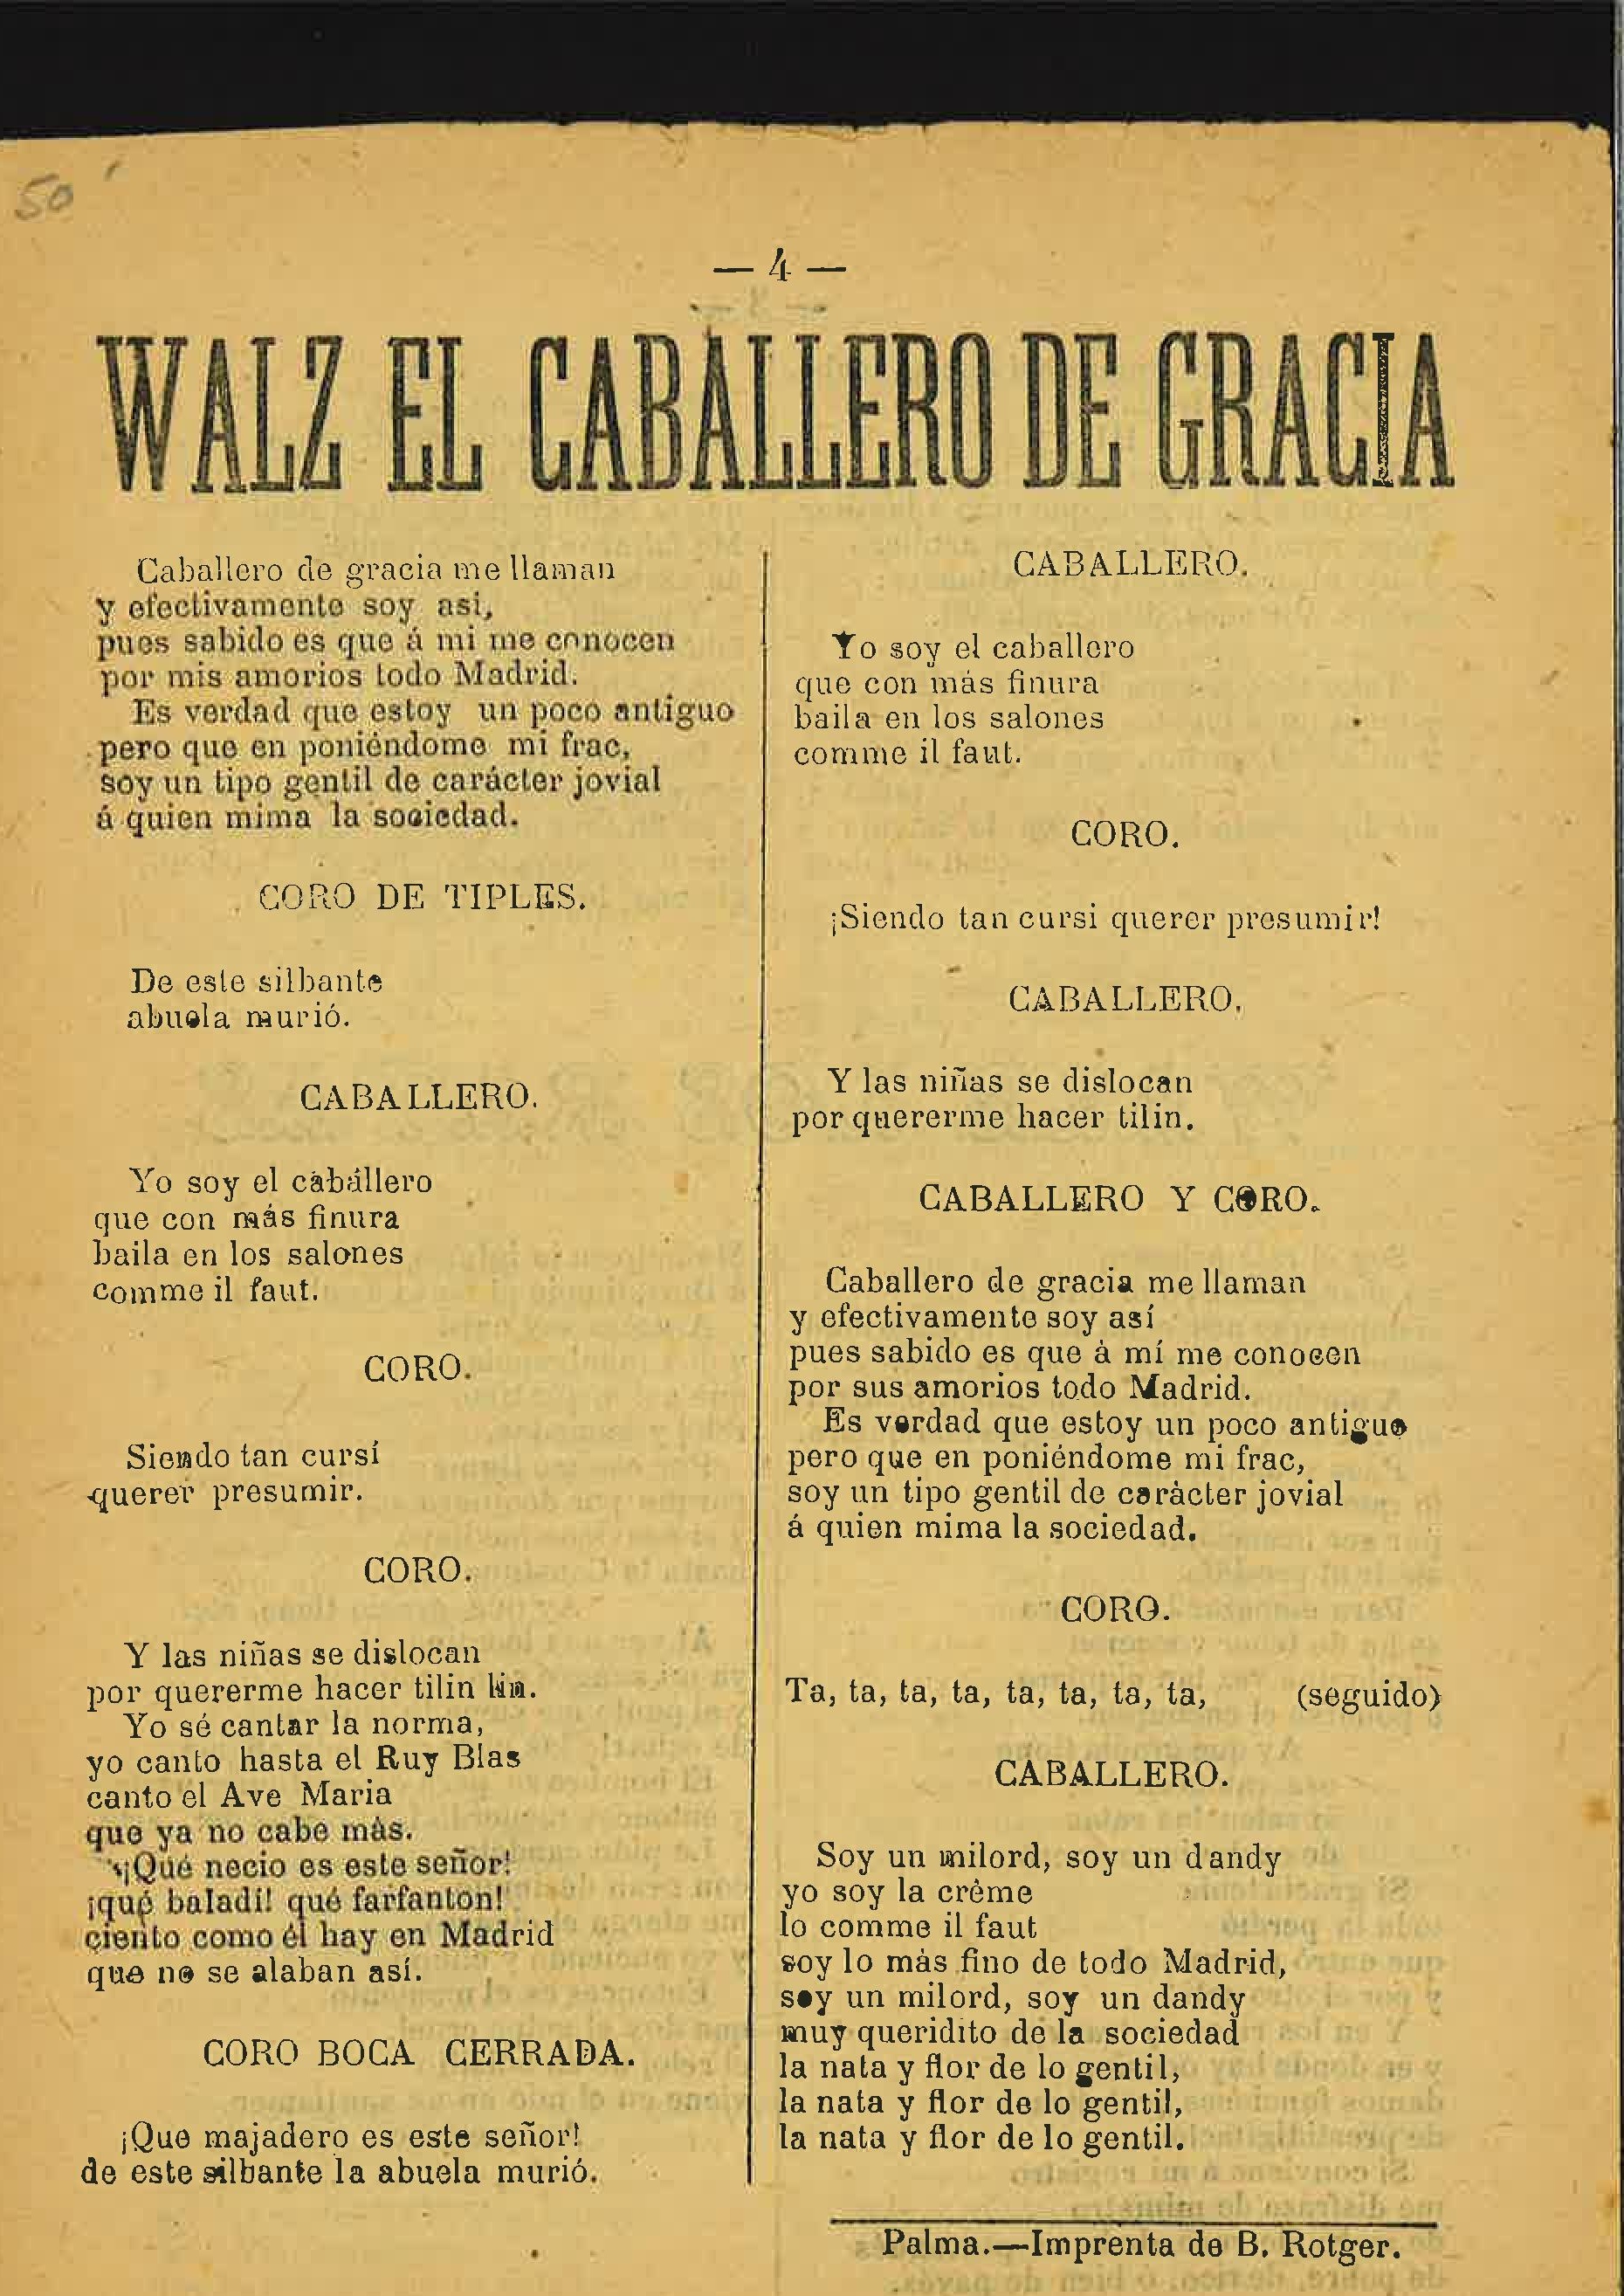 50
— 4 —
WALZ EL CABALLERO DE GRACIA
Caballero de gracia me llaman
y efectivamente soy asi,
pues sabido es que á mi me conocen
por mis amorios todo Madrid.
Es verdad que estoy un poco antiguo
pero que en poniéndome mi frac,
soy un tipo gentil de carácter jovial
á quien mima la sociedad.
CORO DE TIPLES.
De este silbante
abuela murió.
CABALLERO.
Yo soy el cabállero
que con más finura
baila en los salones
comme il faut.
CORO.
Siendo tan cursí
querer presumir.
CORO.
Y las niñas se dislocan
por quererme hacer tilin lin.
Yo sé cantar la norma,
yo canto hasta el Ruy Blas
canto el Ave Maria
que ya no cabe más.
¡Qué necio es este señor!
¡qué baladí! qué farfanton!
ciento como él hay en Madrid
que no se alaban así.
CORO BOCA CERRADA.
¡Que majadero es este señor!
de este silbante la abuela murió.
CABALLERO.
Yo soy el caballero
que con más finura
baila en los salones
comme il faut.
CORO.
¡Siendo tan cursi querer presumir!
CABALLERO.
Y las niñas se dislocan
por quererme hacer tilin.
CABALLERO Y CORO.
Caballero de gracia me llaman
y efectivamente soy así
pues sabido es que à mí me conocen
por sus amorios todo Madrid.
Es verdad que estoy un poco antiguo
pero que en poniéndome mi frac,
soy un tipo gentil de caràcter jovial
á quien mima la sociedad.
CORO.
Ta, ta, ta, ta, ta, ta, ta, ta, (seguido)
CABALLERO.
Soy un milord, soy un dandy
yo soy la crème
lo comme il faut
soy lo más fino de todo Madrid,
soy un milord, soy un dandy
muy queridito de la sociedad
la nata y flor de lo gentil,
la nata y flor de lo gentil,
la nata y flor de lo gentil.
Palma.—Imprenta de B. Rotger.